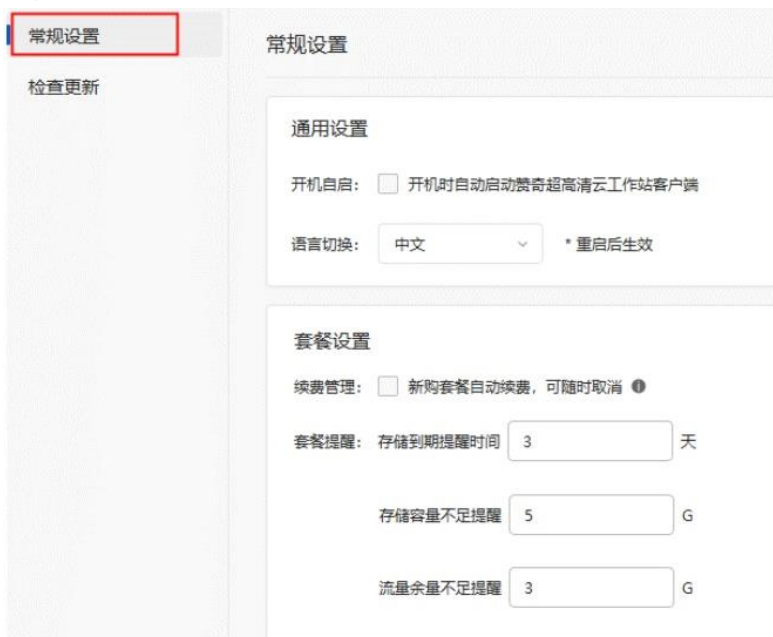 常规设置
检查更新
常规设置
通用设置
开机自启： 开机时自动启动赞奇超高清云工作站客户端
语言切换： 中文 * 重启后生效
套餐设置
续费管理： 新购套餐自动续费，可随时取消
套餐提醒： 存储到期提醒时间 3 天
存储容量不足提醒 5 G
流量余量不足提醒 3 G